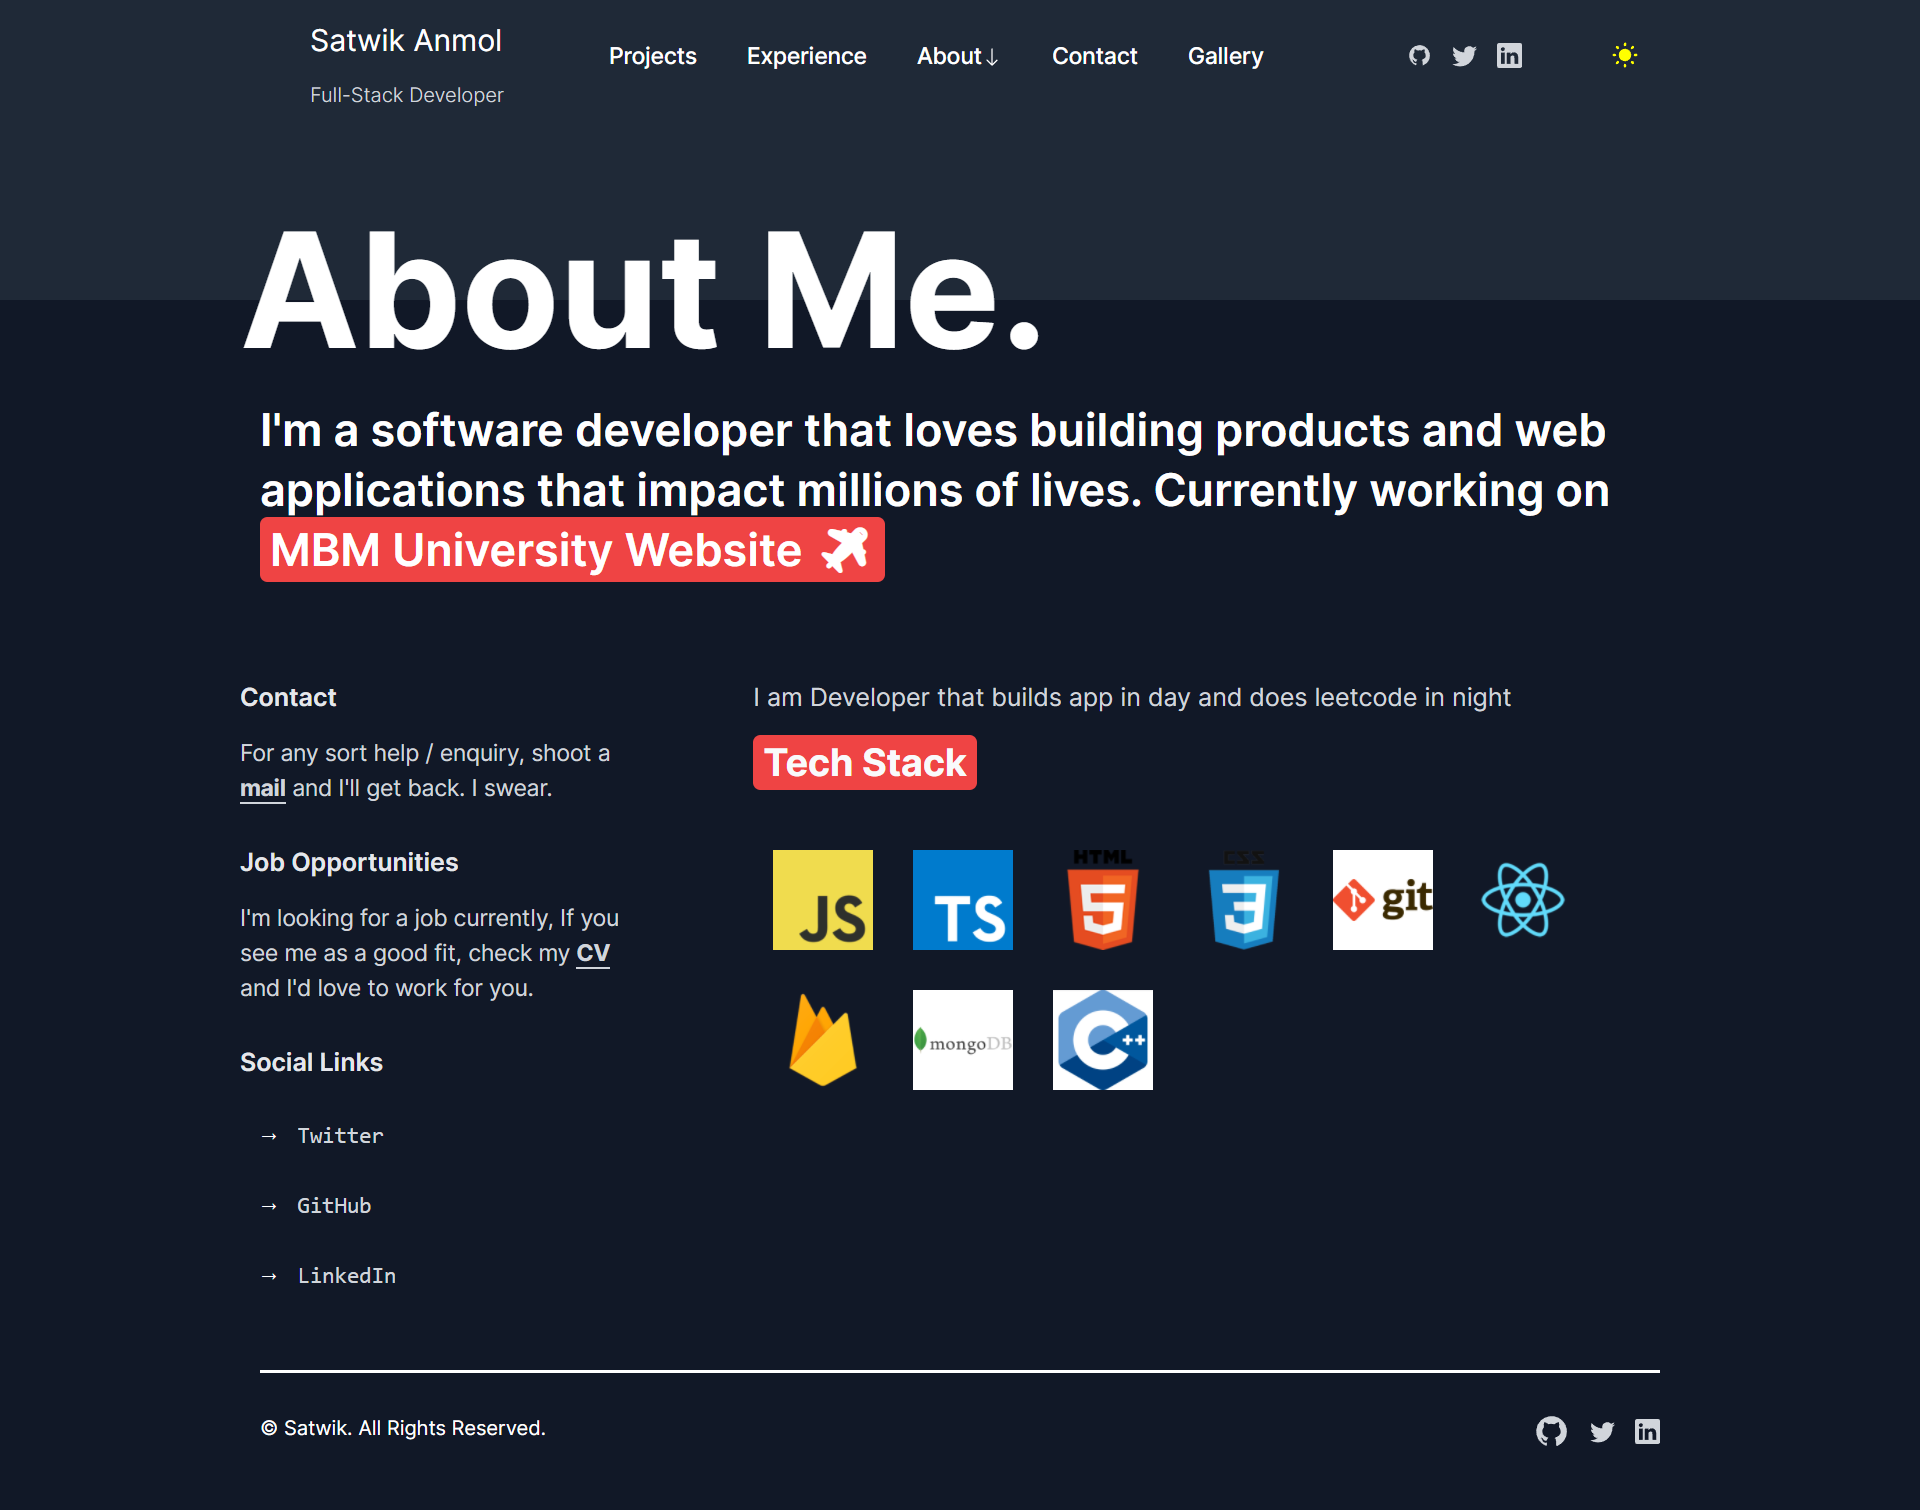 Satwik Anmol
Full-Stack Developer
Projects
Experience
About↓
Contact
Gallery
About Me.
I'm a software developer that loves building products and web
applications that impact millions of lives. Currently working on
MBM University Website
Contact
For any sort help / enquiry, shoot a
mail and I'll get back. I swear.
Job Opportunities
I'm looking for a job currently, If you
see me as a good fit, check my CV
and I'd love to work for you.
Social Links
→ Twitter
→ GitHub
→ LinkedIn
I am Developer that builds app in day and does leetcode in night
Tech Stack
JS
TS
HTML
5
CSS
3
git
mongoDB
C++
© Satwik. All Rights Reserved.